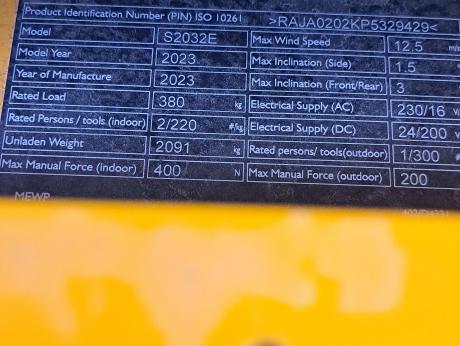 Product Identification Number (PIN) ISO 10261 >RAJA0202KP5329429<
Model S2032E Max Wind Speed 12.5 m/s
Model Year 2023 Max Inclination (Side) 1.5 °
Year of Manufacture 2023 Max Inclination (Front/Rear) 3
Rated Load 380 kg Electrical Supply (AC) 230/16 V
Rated Persons / tools (indoor) 2/220 #/kg Electrical Supply (DC) 24/200 V
Unladen Weight 2091 kg Rated persons/ tools(outdoor) 1/300 #
Max Manual Force (indoor) 400 N Max Manual Force (outdoor) 200
MEWP